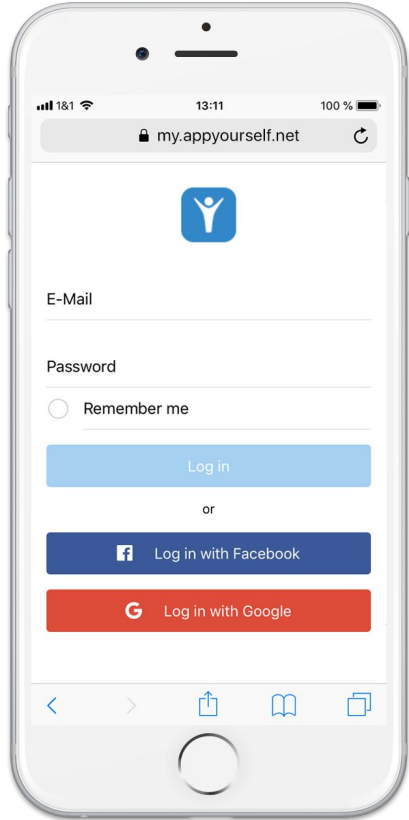 1&1 13:11 100 %
my.appyourself.net
E-Mail
Password
Remember me
Log in
or
Log in with Facebook
G Log in with Google